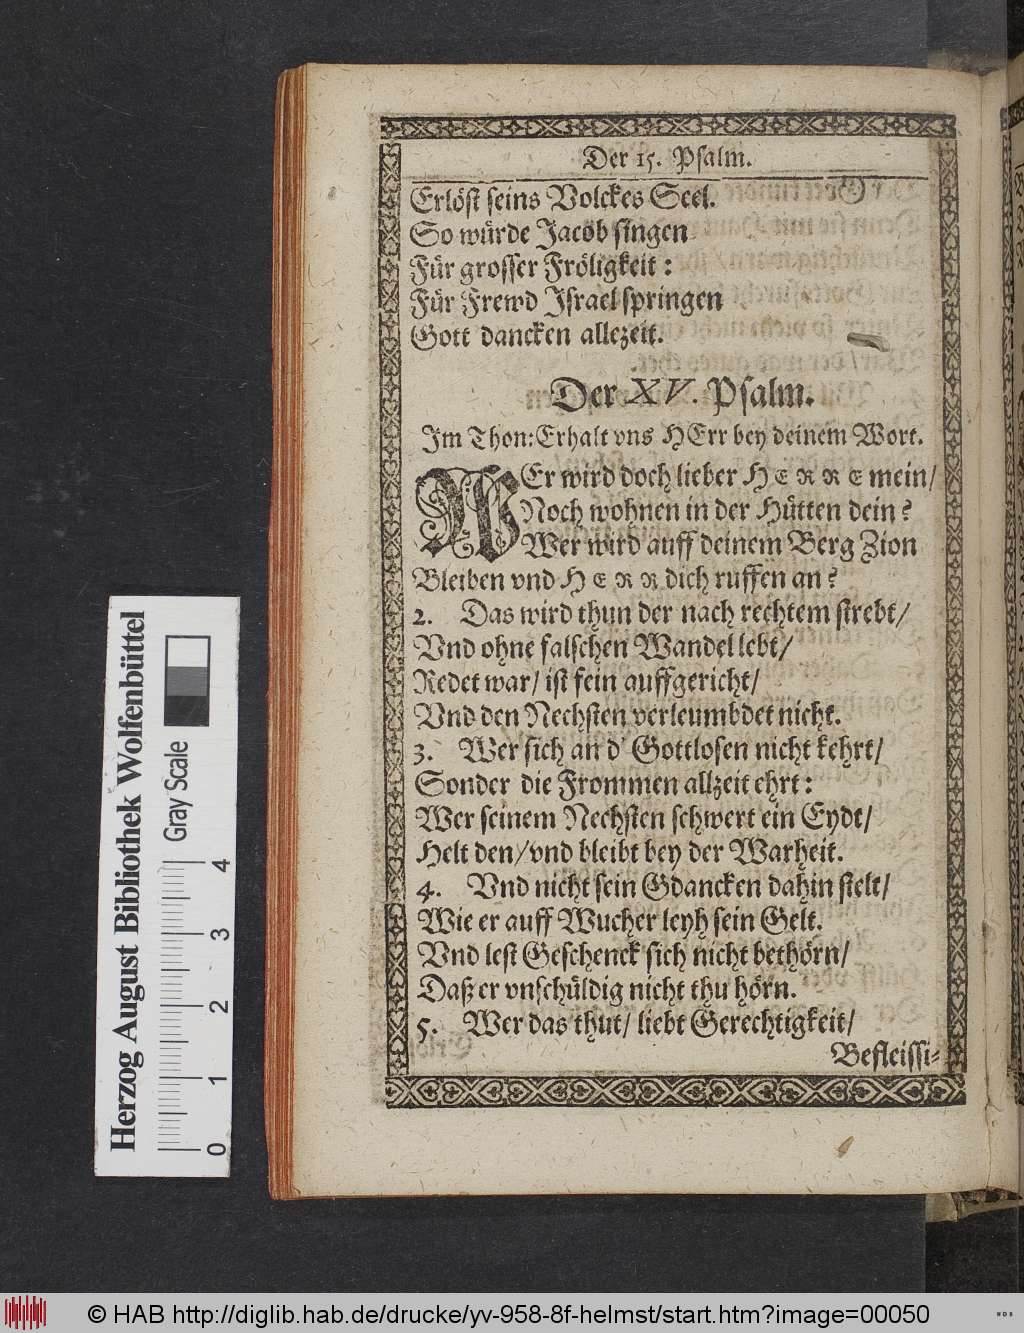 Der 15. Psalm.
Erlöst seins Volckes Seel.
So würde Jacob singen
Für grosser Fröligkeit:
Für Frewd Israel springen
Gott dancken allezeit.
Der XV. Psalm.
Im Thon: Erhalt vns HErr bey deinem Wort.
WEr wird doch lieber HERRE mein/
Noch wohnen in der Hütten dein?
Wer wird auff deinem Berg Zion
Bleiben vnd HERR dich ruffen an?
2. Das wird thun der nach rechtem strebt/
Vnd ohne falschen Wandel lebt/
Redet war/ ist fein auffgericht/
Vnd den Nechsten verleumbdet nicht.
3. Wer sich an d' Gottlosen nicht kehrt/
Sonder die Frommen allzeit ehrt:
Wer seinem Nechsten schwert ein Eydt/
Helt den/ vnd bleibt bey der Warheit.
4. Vnd nicht sein Gdancken dahin stelt/
Wie er auff Wucher leyh sein Gelt.
Vnd lest Geschenck sich nicht bethörn/
Daß er vnschüldig nicht thu hörn.
5. Wer das thut/ liebt Gerechtigkeit/
Befleissi-
Herzog August Bibliothek Wolfenbüttel
Gray Scale
0 1 2 3 4
© HAB http://diglib.hab.de/drucke/yv-958-8f-helmst/start.htm?image=00050